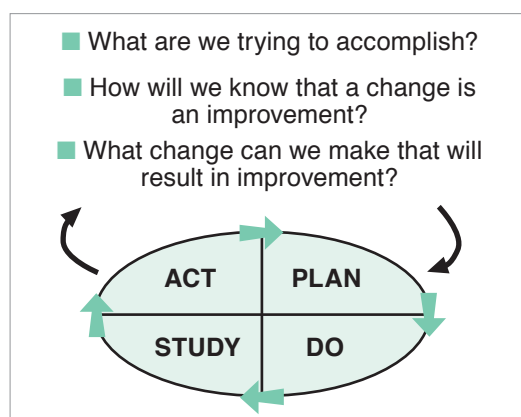 What are we trying to accomplish?
How will we know that a change is
an improvement?
What change can we make that will
result in improvement?
ACT PLAN
STUDY DO